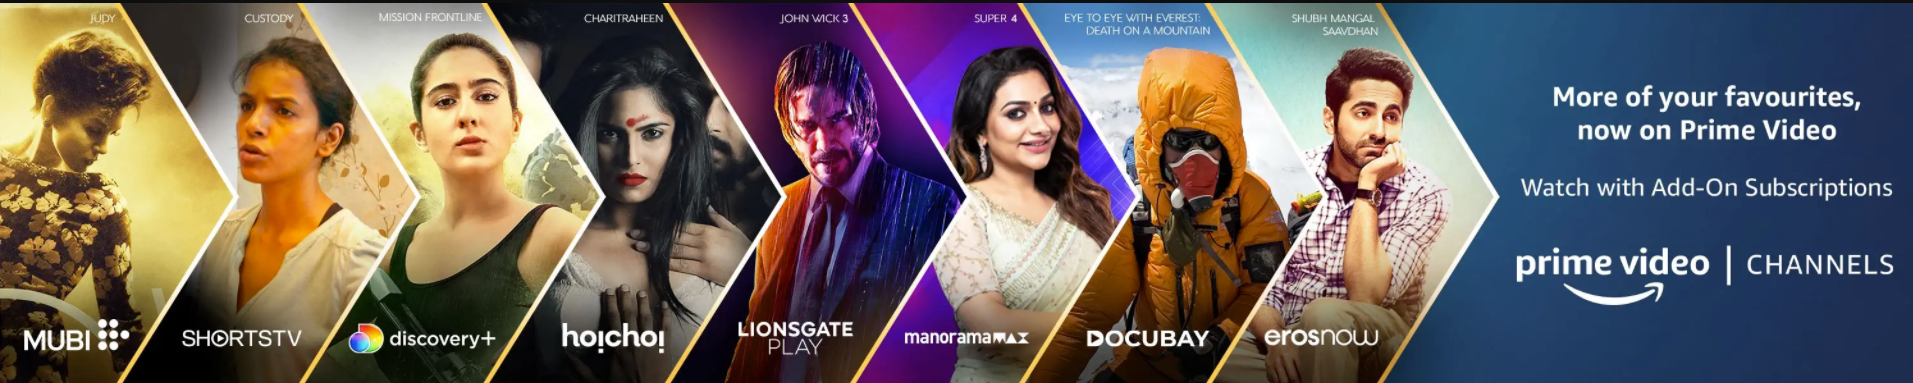 JUDY
CUSTODY
MISSION FRONTLINE
CHARITRAHEEN
JOHN WICK 3
SUPER 4
EYE TO EYE WITH EVEREST:
DEATH ON A MOUNTAIN
SHUBH MANGAL
SAAVDHAN
MUBI
SHORTSTV
discovery+
hoichoi
LIONSGATE
PLAY
manoramaMAX
DOCUBAY
erosnow
More of your favourites,
now on Prime Video
Watch with Add-On Subscriptions
prime video | CHANNELS